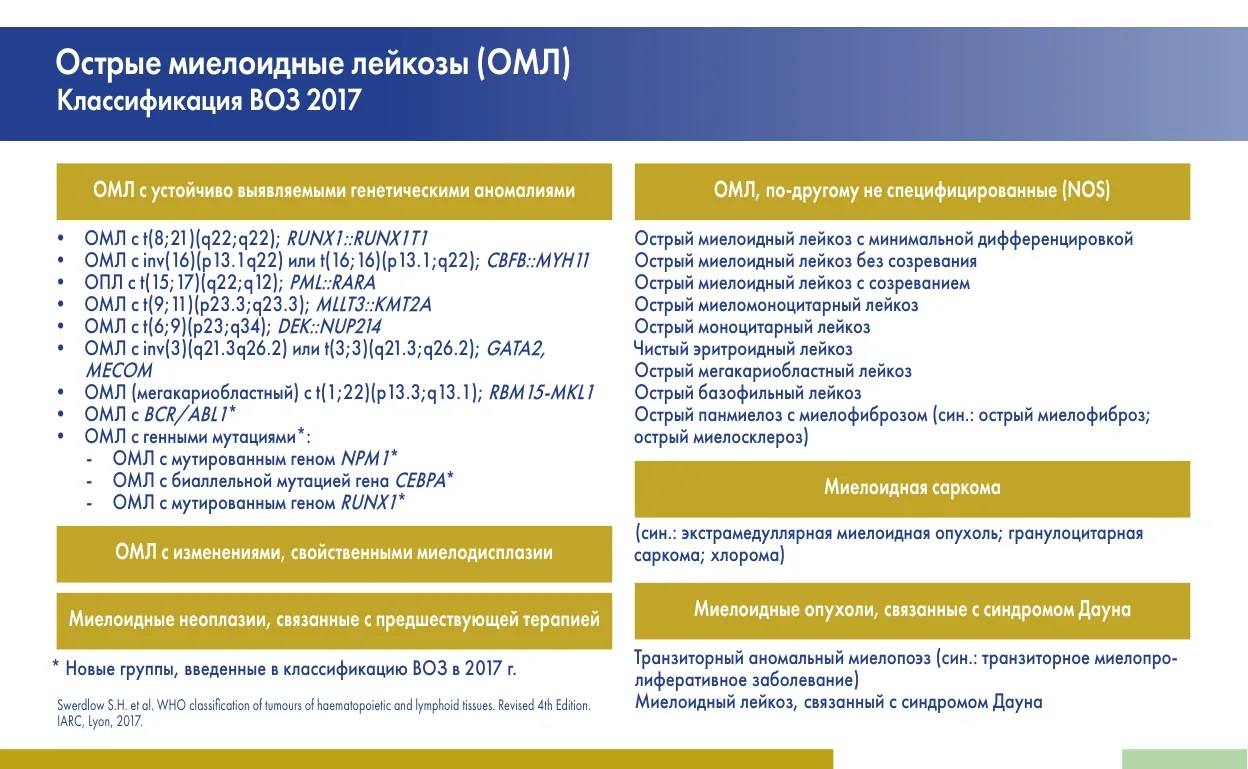 Острые миелоидные лейкозы (ОМЛ)
Классификация ВОЗ 2017
ОМЛ с устойчиво выявляемыми генетическими аномалиями
• ОМЛ с t(8;21)(q22;q22); RUNX1::RUNX1T1
• ОМЛ с inv(16)(p13.1q22) или t(16;16)(p13.1;q22); CBFB::MYH11
• ОПЛ с t(15;17)(q22;q12); PML::RARA
• ОМЛ с t(9;11)(p23.3;q23.3); MLLT3::KMT2A
• ОМЛ с t(6;9)(p23;q34); DEK::NUP214
• ОМЛ с inv(3)(q21.3q26.2) или t(3;3)(q21.3;q26.2); GATA2,
MECOM
• ОМЛ (мегакариобластный) с t(1;22)(p13.3;q13.1); RBM15-MKL1
• ОМЛ с BCR/ABL1*
• ОМЛ с генными мутациями*:
- ОМЛ с мутированным геном NPM1*
- ОМЛ с биаллельной мутацией гена CEBPA*
- ОМЛ с мутированным геном RUNX1*
ОМЛ с изменениями, свойственными миелодисплазии
Миелоидные неоплазии, связанные с предшествующей терапией
* Новые группы, введенные в классификацию ВОЗ в 2017 г.
Swerdlow S.H. et al. WHO classification of tumours of haematopoietic and lymphoid tissues. Revised 4th Edition.
IARC, Lyon, 2017.
ОМЛ, по-другому не специфицированные (NOS)
Острый миелоидный лейкоз с минимальной дифференцировкой
Острый миелоидный лейкоз без созревания
Острый миелоидный лейкоз с созреванием
Острый миеломоноцитарный лейкоз
Острый моноцитарный лейкоз
Чистый эритроидный лейкоз
Острый мегакариобластный лейкоз
Острый базофильный лейкоз
Острый панмиелоз с миелофиброзом (син.: острый миелофиброз;
острый миелосклероз)
Миелоидная саркома
(син.: экстрамедуллярная миелоидная опухоль; гранулоцитарная
саркома; хлорома)
Миелоидные опухоли, связанные с синдромом Дауна
Транзиторный аномальный миелопоэз (син.: транзиторное миелопро-
лиферативное заболевание)
Миелоидный лейкоз, связанный с синдромом Дауна